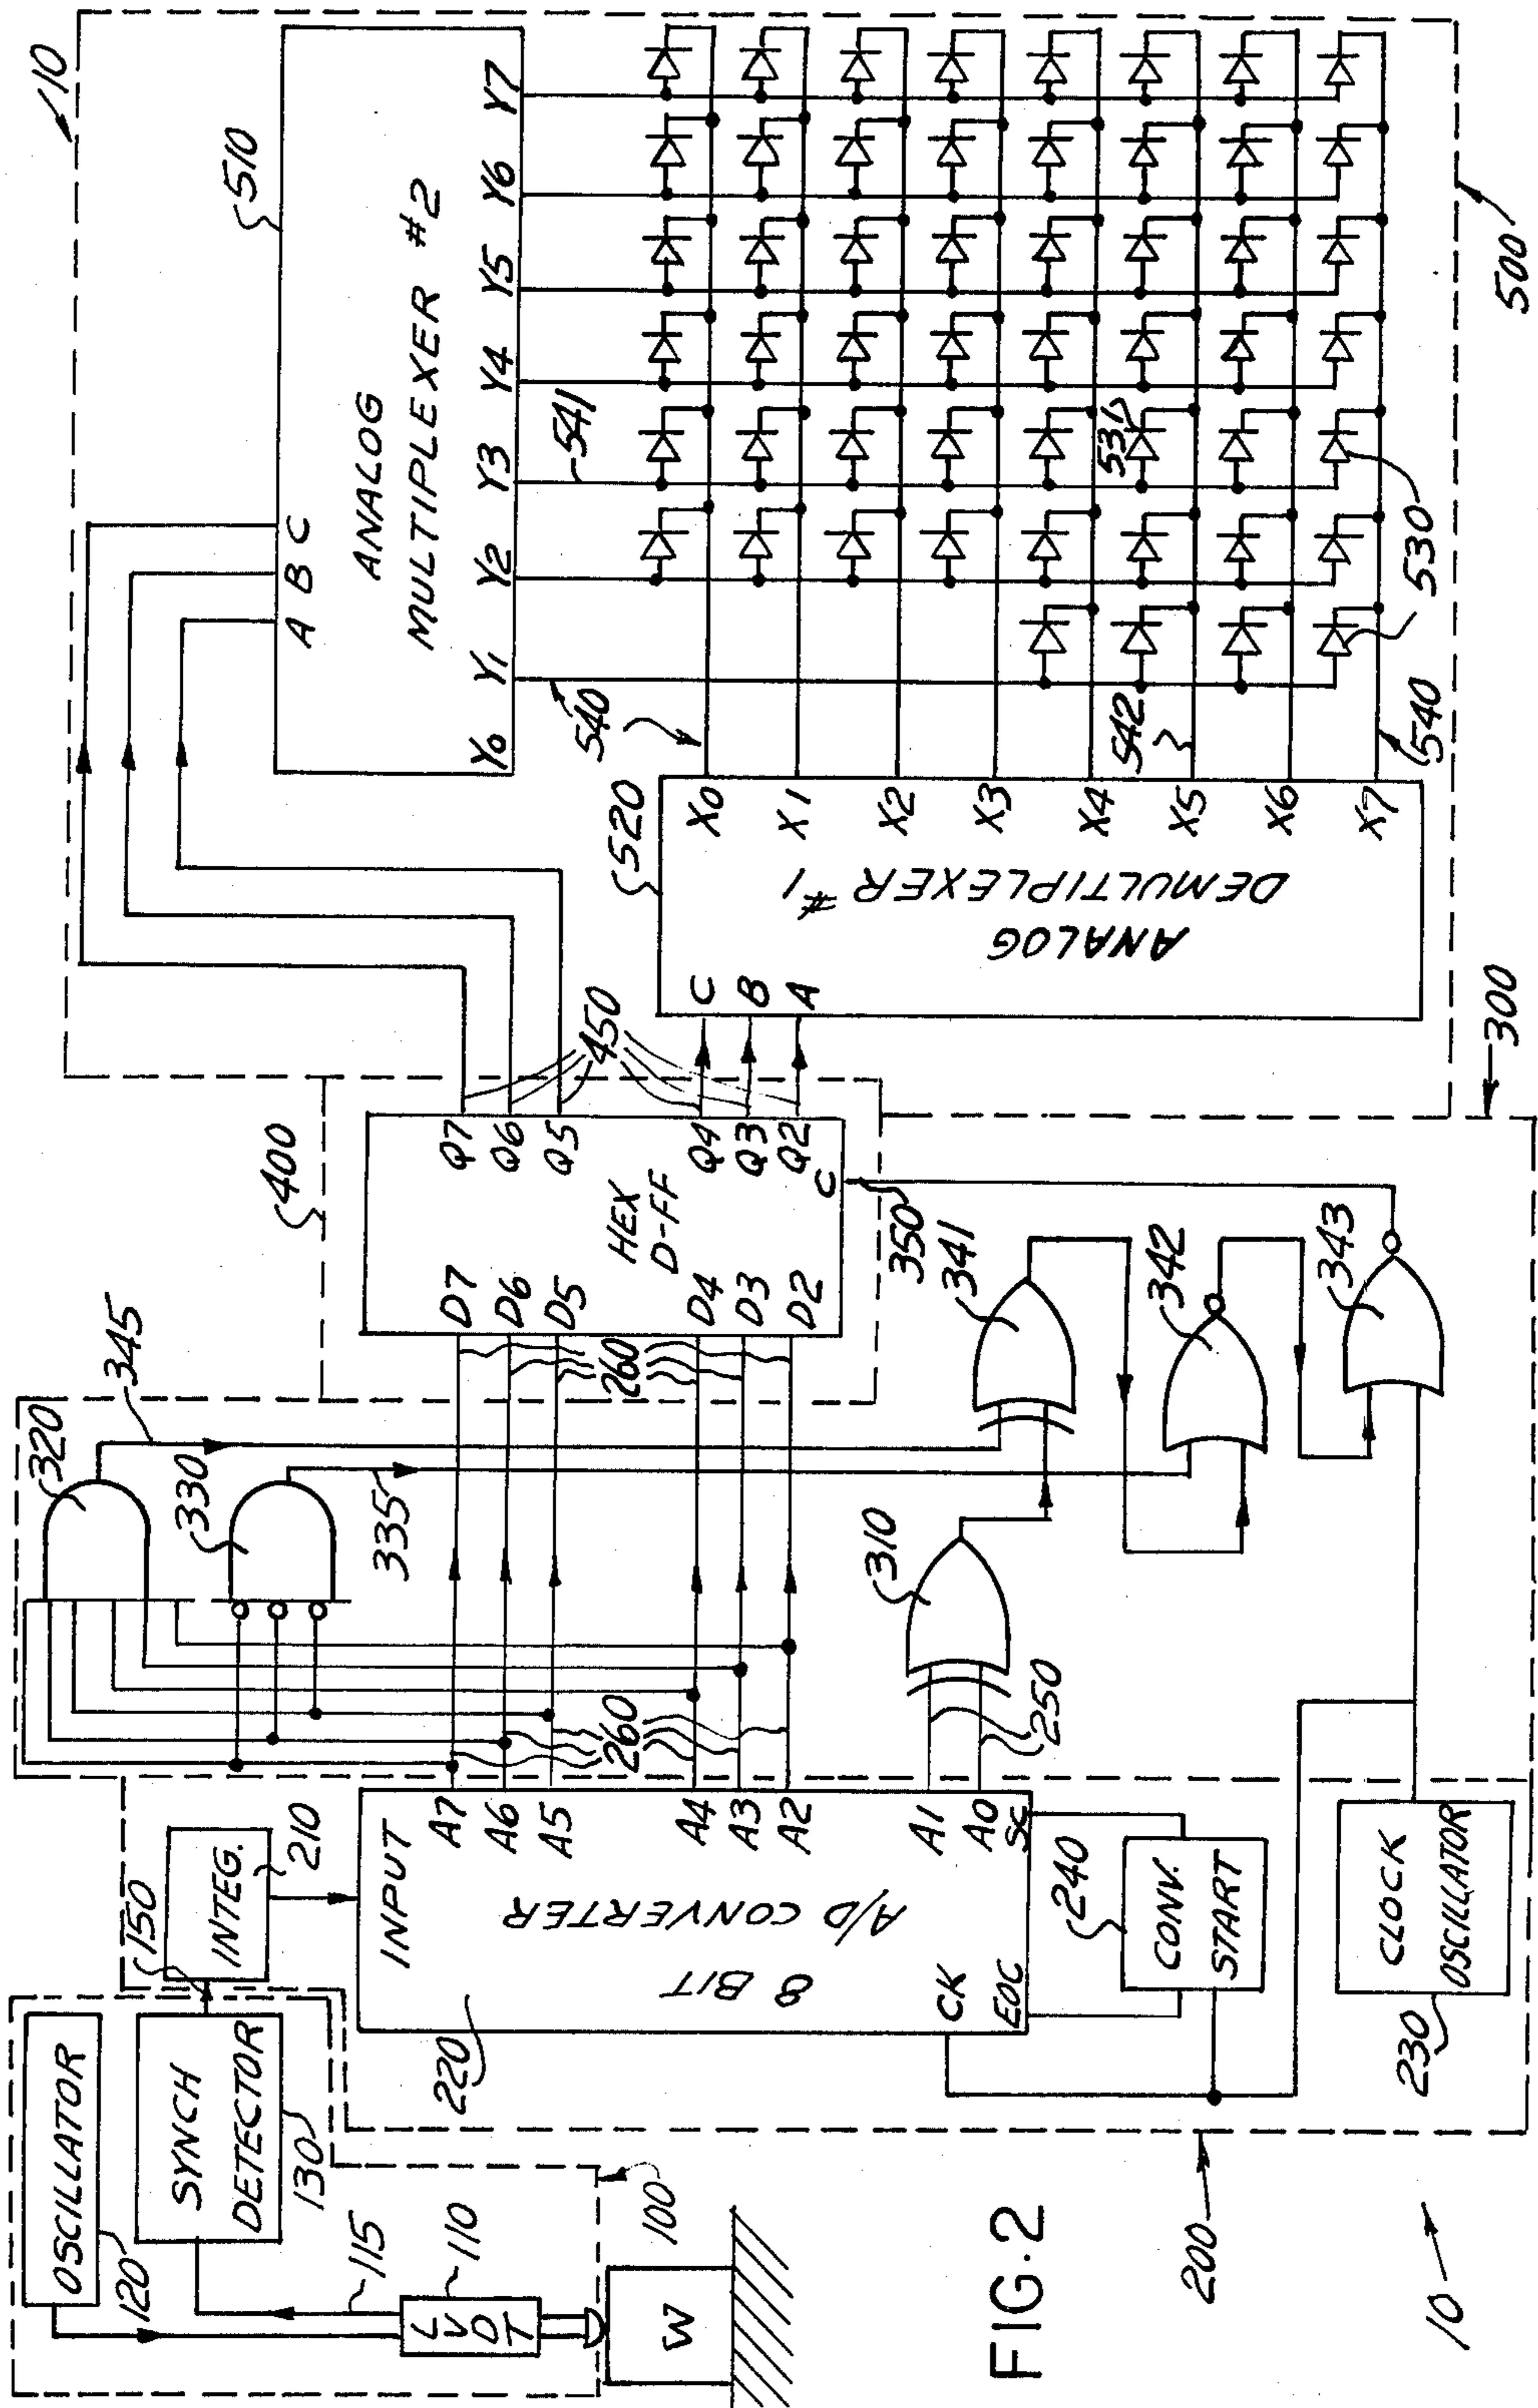 10
510
ANALOG
MULTIPLEXER #2
A B C
Y0 Y1 Y2 Y3 Y4 Y5 Y6 Y7
540
541
520
ANALOG
DEMULTIPLEXER #1
C
B
A
X0
X1
X2
X3
X4
X5
X6
X7
542
531
530
540
500
400
450
HEX
D-FF
D7
D6
D5
D4
D3
D2
Q7
Q6
Q5
Q4
Q3
Q2
C
350
260
345
320
330
335
310
341
342
343
300
260
250
150
INTEG.
210
INPUT
8 BIT
A/D CONVERTER
220
A7
A6
A5
A4
A3
A2
A1
A0
SC
CK
EOC
240
CONV.
START
CLOCK
OSCILLATOR
230
200
OSCILLATOR
120
SYNCH
DETECTOR
130
115
110
LVDT
100
W
FIG. 2
10